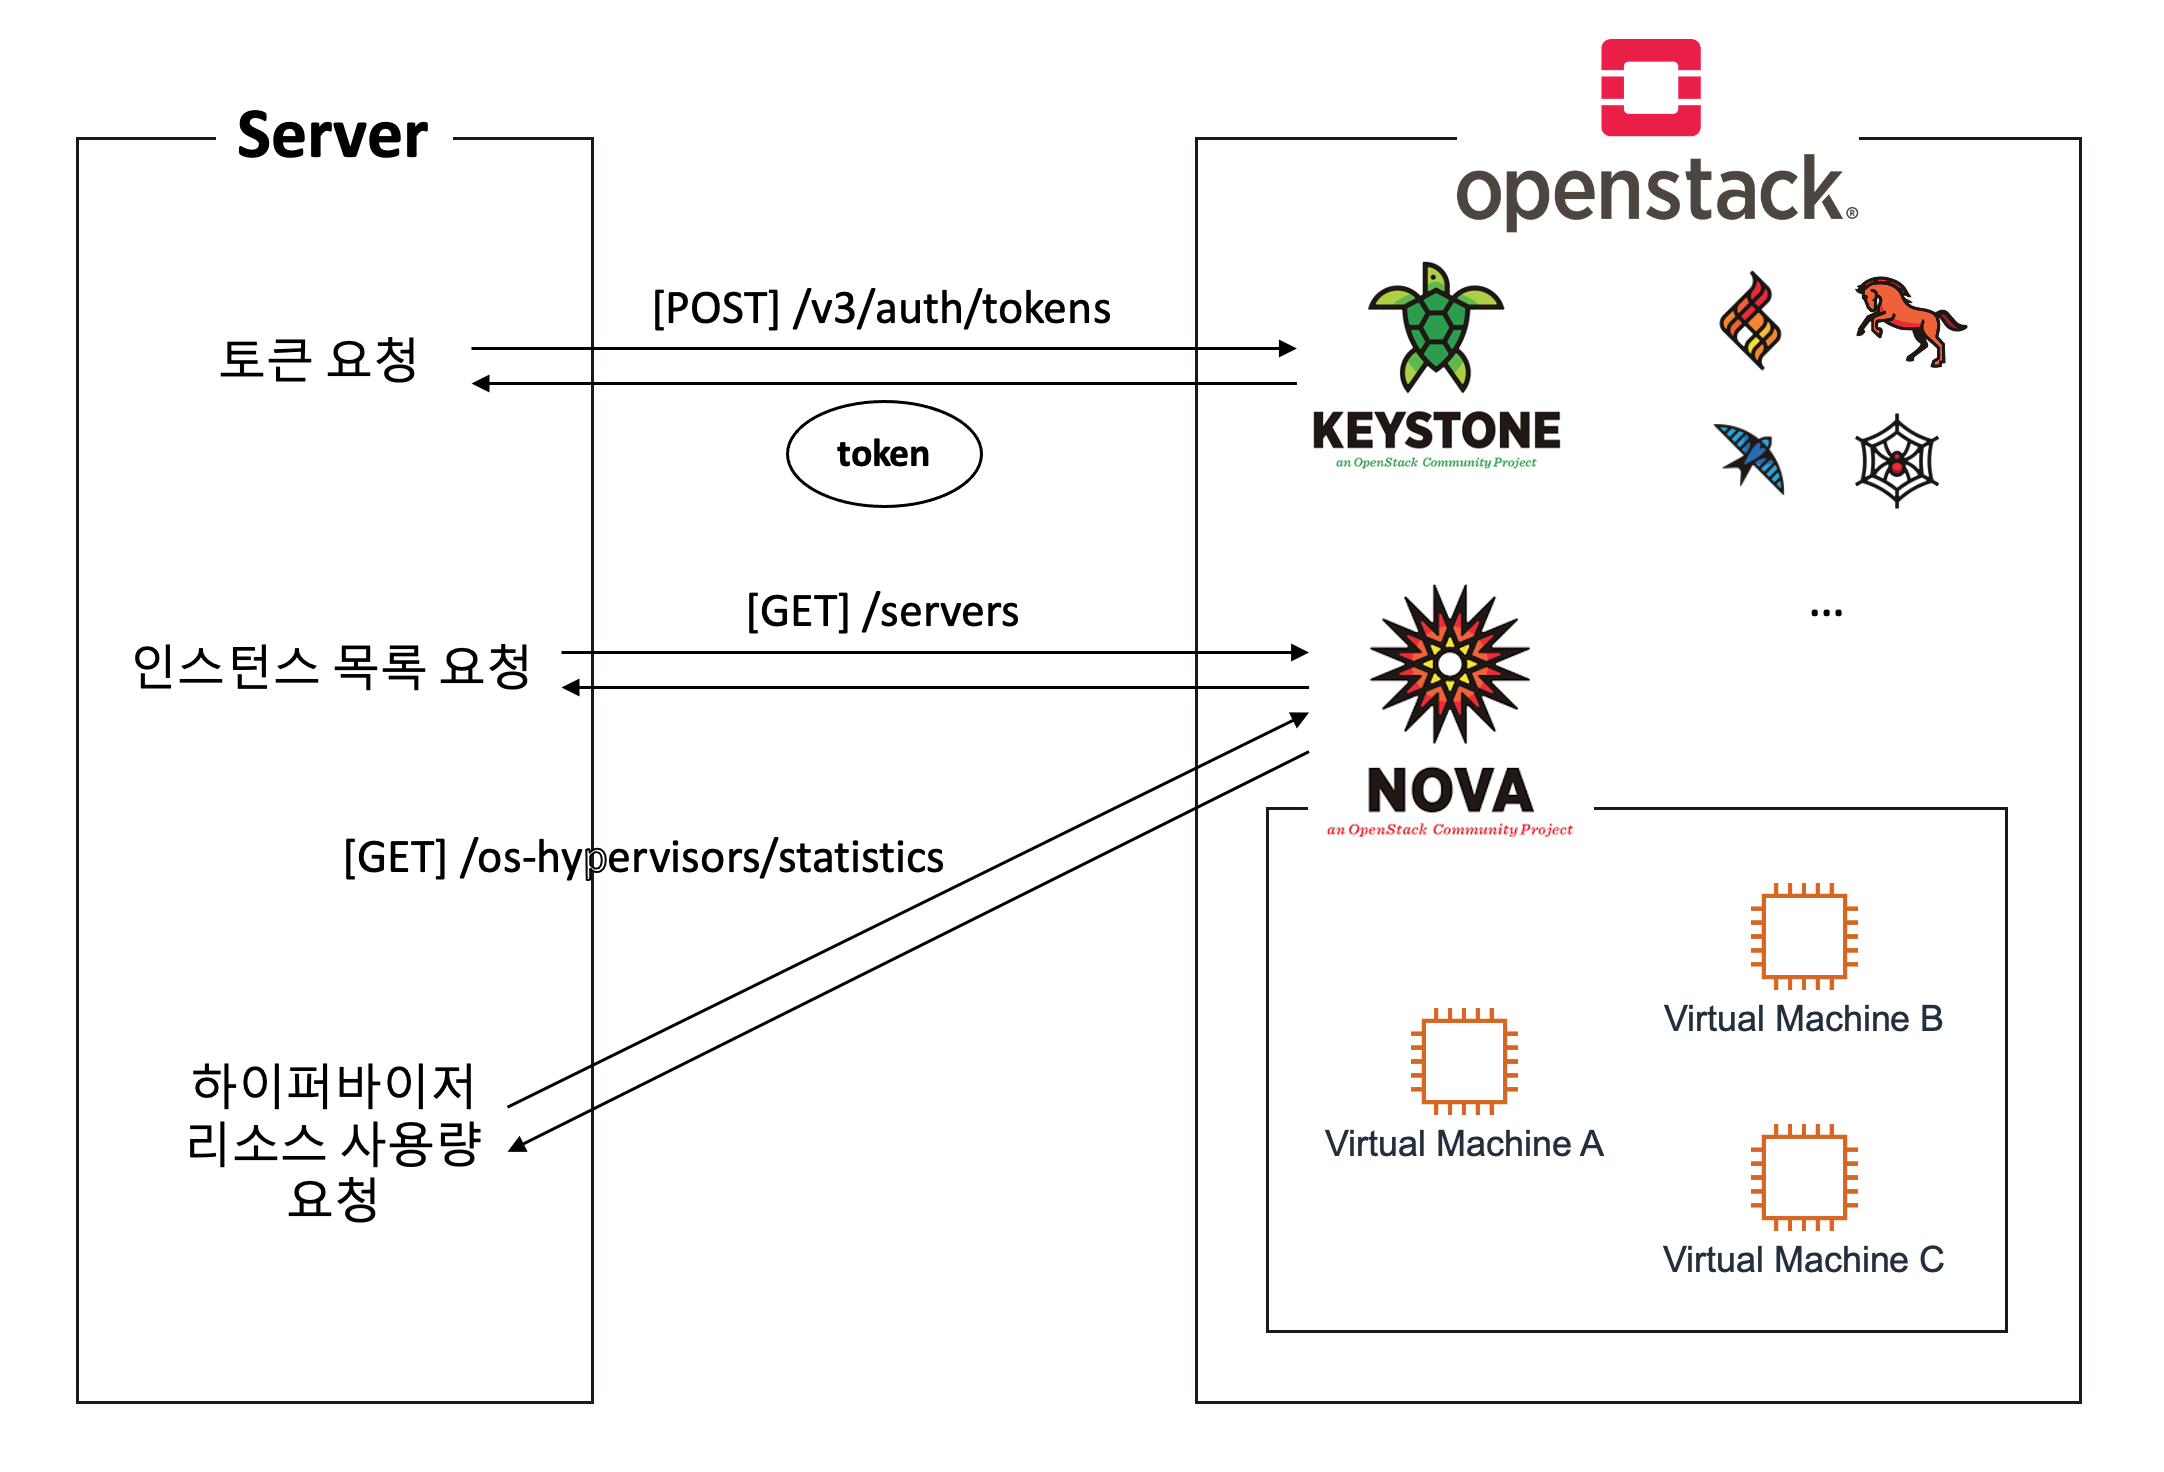 Server
openstack®
[POST] /v3/auth/tokens
토큰 요청
token
KEYSTONE
an OpenStack Community Project
[GET] /servers
인스턴스 목록 요청
...
NOVA
an OpenStack Community Project
[GET] /os-hypervisors/statistics
하이퍼바이저
리소스 사용량
요청
Virtual Machine B
Virtual Machine A
Virtual Machine C